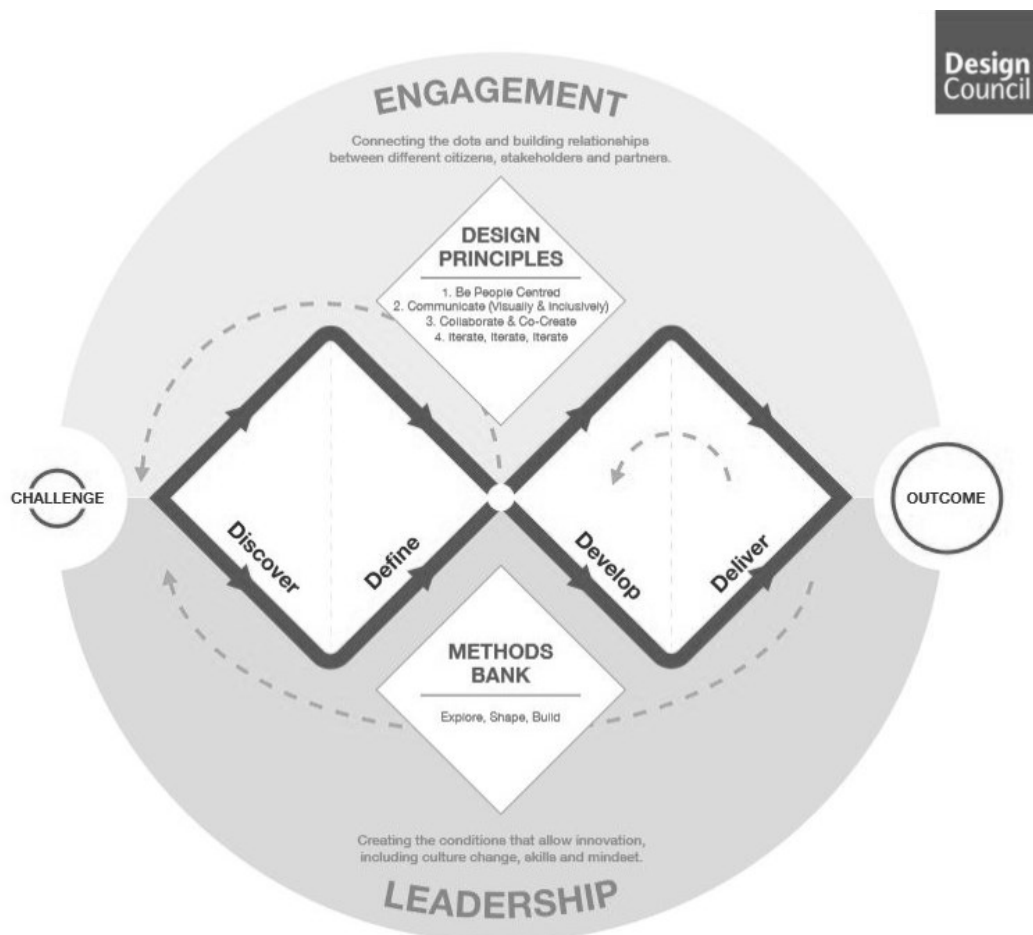 Design
Council
ENGAGEMENT
Connecting the dots and building relationships
between different citizens, stakeholders and partners.
DESIGN
PRINCIPLES
1. Be People Centred
2. Communicate (Visually & Inclusively)
3. Collaborate & Co-Create
4. Iterate, Iterate, Iterate
CHALLENGE
OUTCOME
Discover
Define
Develop
Deliver
METHODS
BANK
Explore, Shape, Build
Creating the conditions that allow innovation,
including culture change, skills and mindset.
LEADERSHIP